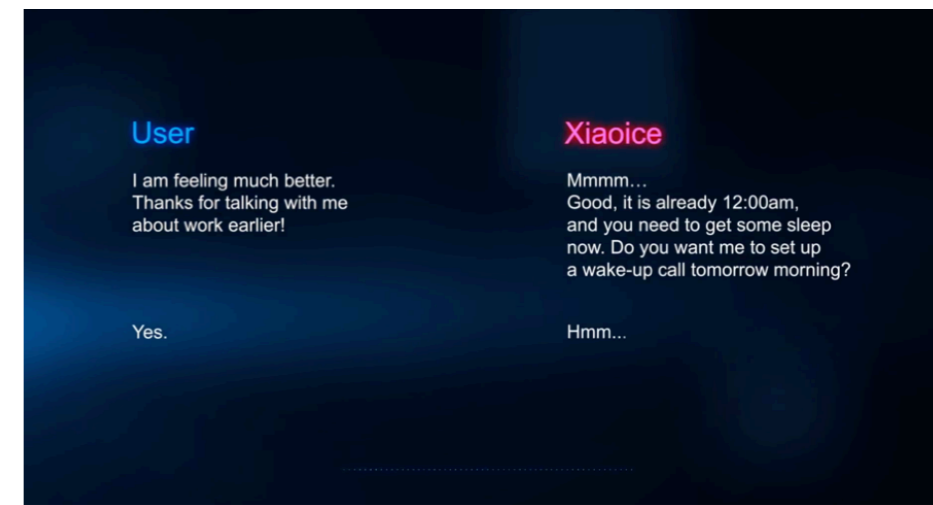 User
I am feeling much better.
Thanks for talking with me
about work earlier!
Yes.
Xiaoice
Mmmm...
Good, it is already 12:00am,
and you need to get some sleep
now. Do you want me to set up
a wake-up call tomorrow morning?
Hmm...